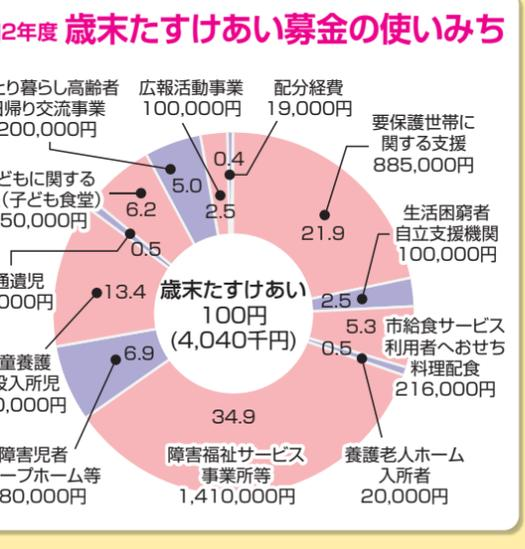 2年度 歳末たすけあい募金の使いみち
とり暮らし高齢者
日帰り交流事業
200,000円
広報活動事業
100,000円
配分経費
19,000円
要保護世帯に
関する支援
885,000円
生活困窮者
自立支援機関
100,000円
市給食サービス
利用者へおせち
料理配食
216,000円
養護老人ホーム
入所者
20,000円
障害福祉サービス
事業所等
1,410,000円
障害児者
ープホーム等
80,000円
童養護
設入所児
0,000円
通遺児
000円
どもに関する
(子ども食堂)
50,000円
0.4
21.9
2.5
5.3
0.5
34.9
6.9
13.4
0.5
6.2
5.0
2.5
歳末たすけあい
100円
(4,040千円)